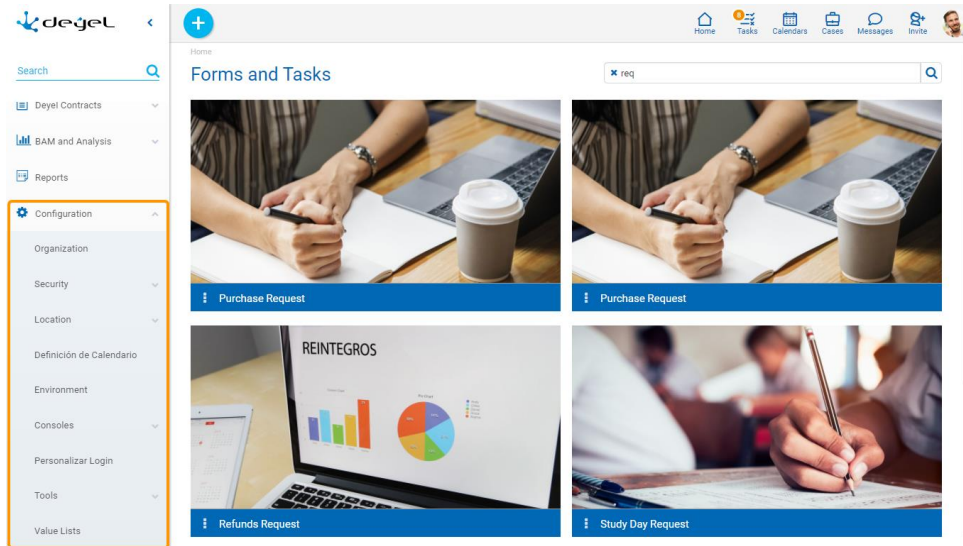 deyel
Home
Tasks
Calendars
Cases
Messages
Invite
Search
Deyel Contracts
BAM and Analysis
Reports
Configuration
Organization
Security
Location
Definición de Calendario
Environment
Consoles
Personalizar Login
Tools
Value Lists
Home
Forms and Tasks
req
Purchase Request
Purchase Request
REINTEGROS
Refunds Request
Study Day Request